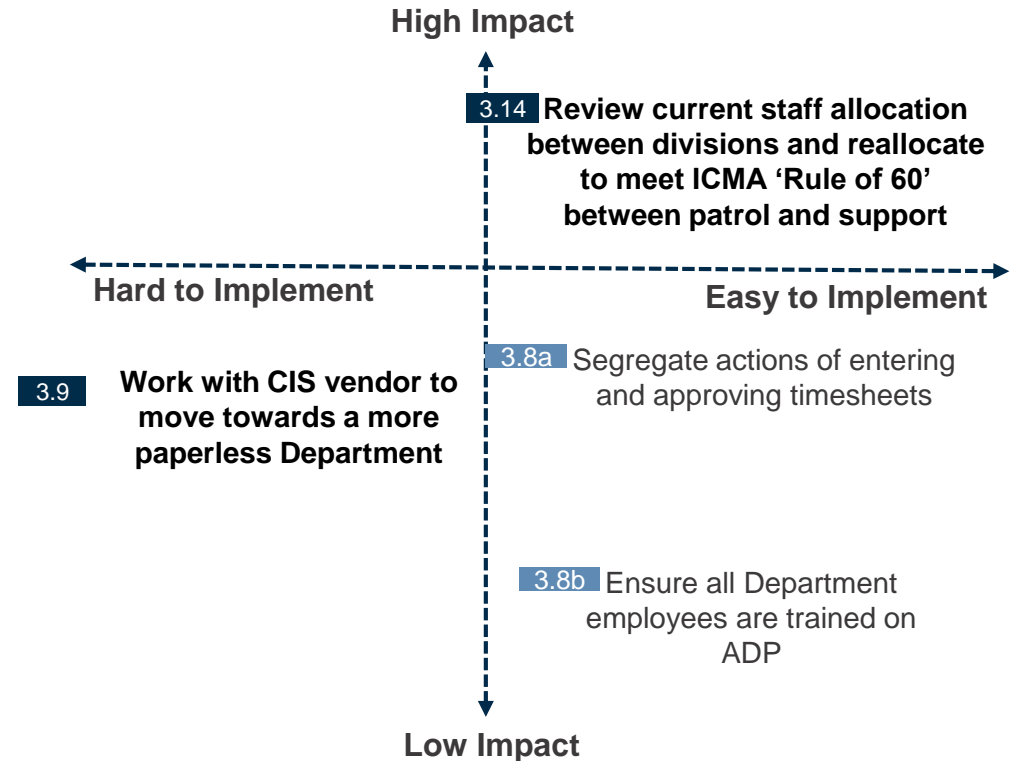 High Impact
3.14 Review current staff allocation
between divisions and reallocate
to meet ICMA ‘Rule of 60’
between patrol and support
Hard to Implement
Easy to Implement
3.8a Segregate actions of entering
and approving timesheets
3.9
Work with CIS vendor to
move towards a more
paperless Department
3.8b Ensure all Department
employees are trained on
ADP
Low Impact